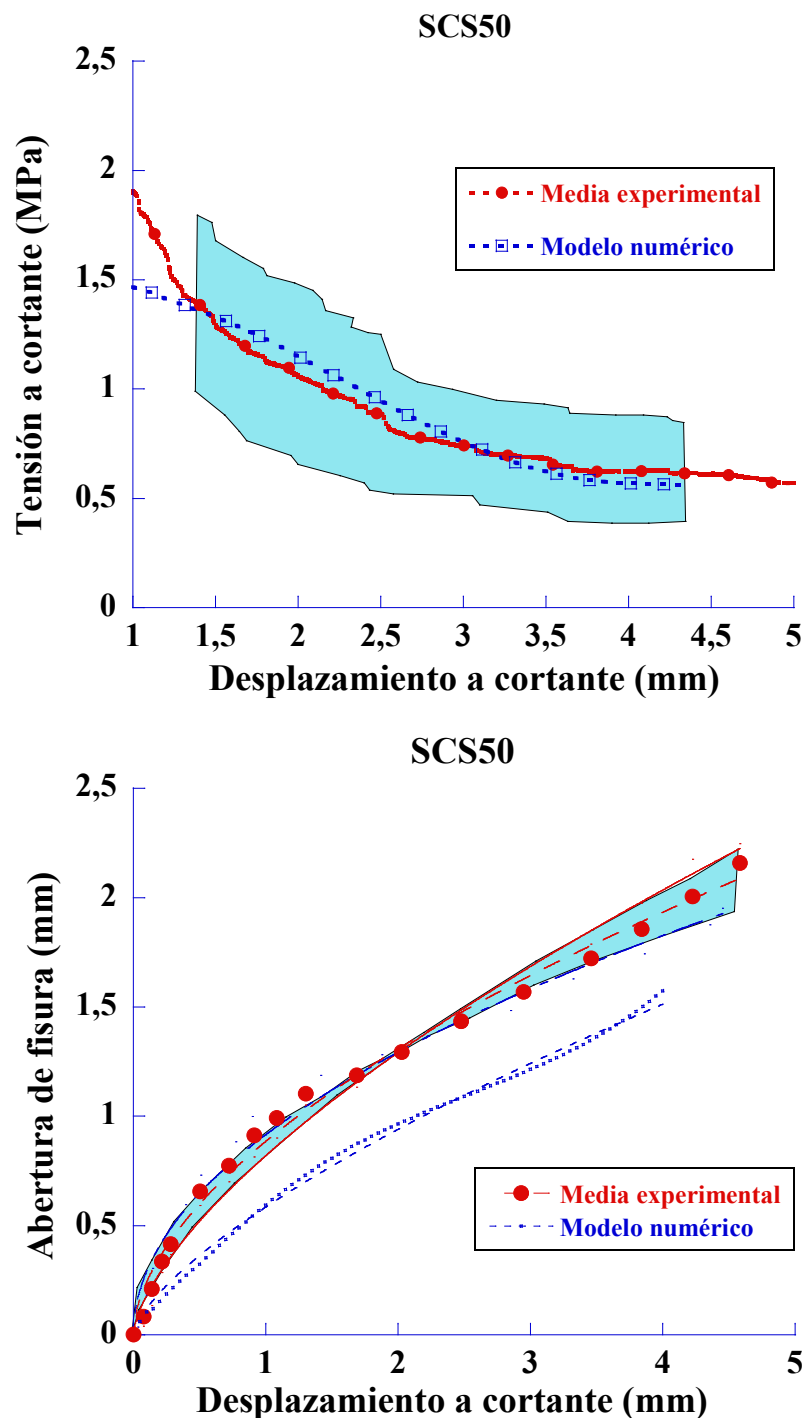 SCS50
2,5
2
1,5
1
0,5
0
Tensión a cortante (MPa)
Media experimental
Modelo numérico
1 1,5 2 2,5 3 3,5 4 4,5 5
Desplazamiento a cortante (mm)
SCS50
2,5
2
1,5
1
0,5
0
Abertura de fisura (mm)
Media experimental
Modelo numérico
0 1 2 3 4 5
Desplazamiento a cortante (mm)